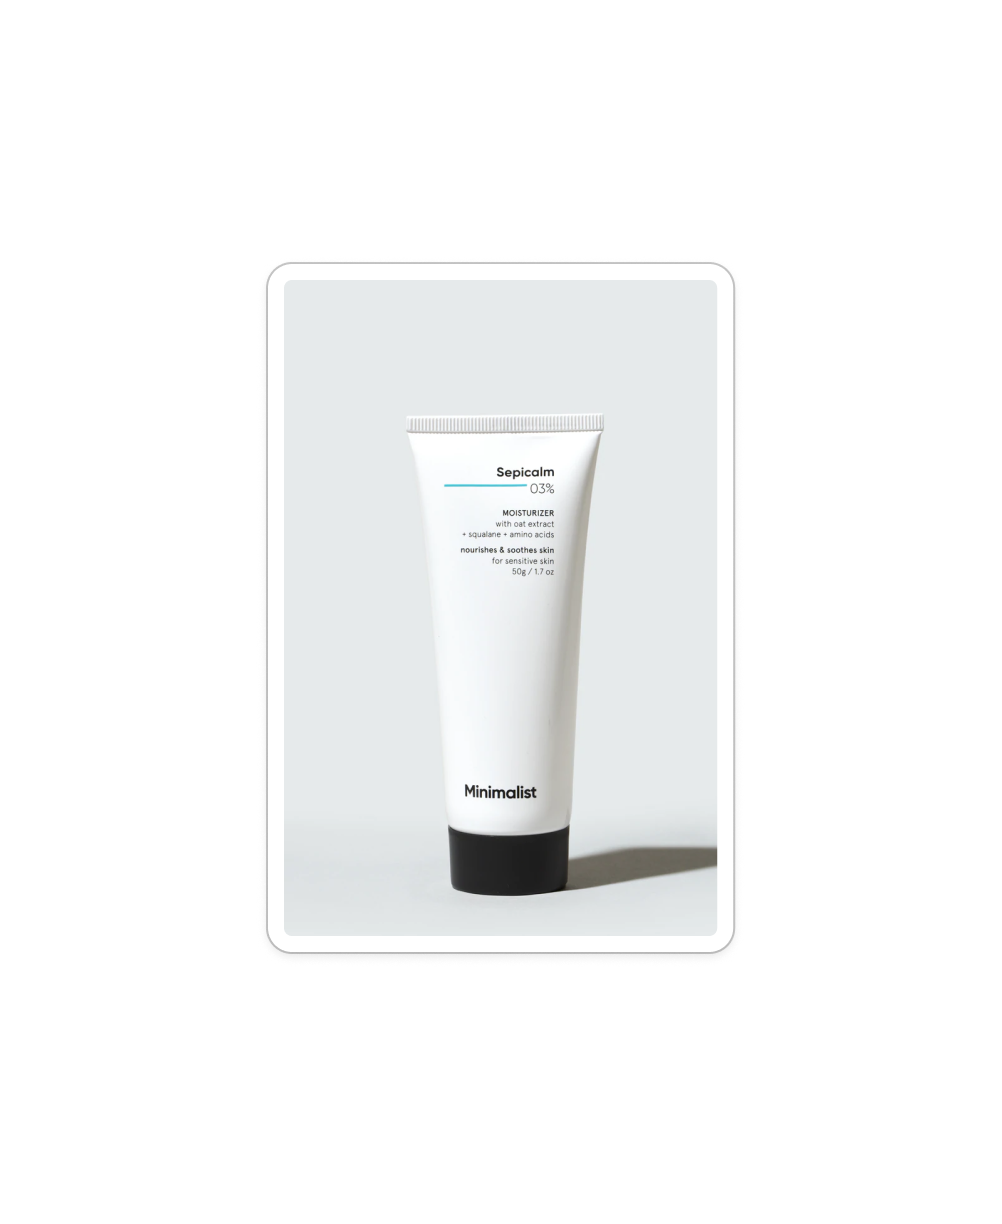 Sepicalm
03%
MOISTURIZER
with oat extract
+ squalane + amino acids
nourishes & soothes skin
for sensitive skin
50g / 1.7 oz
Minimalist